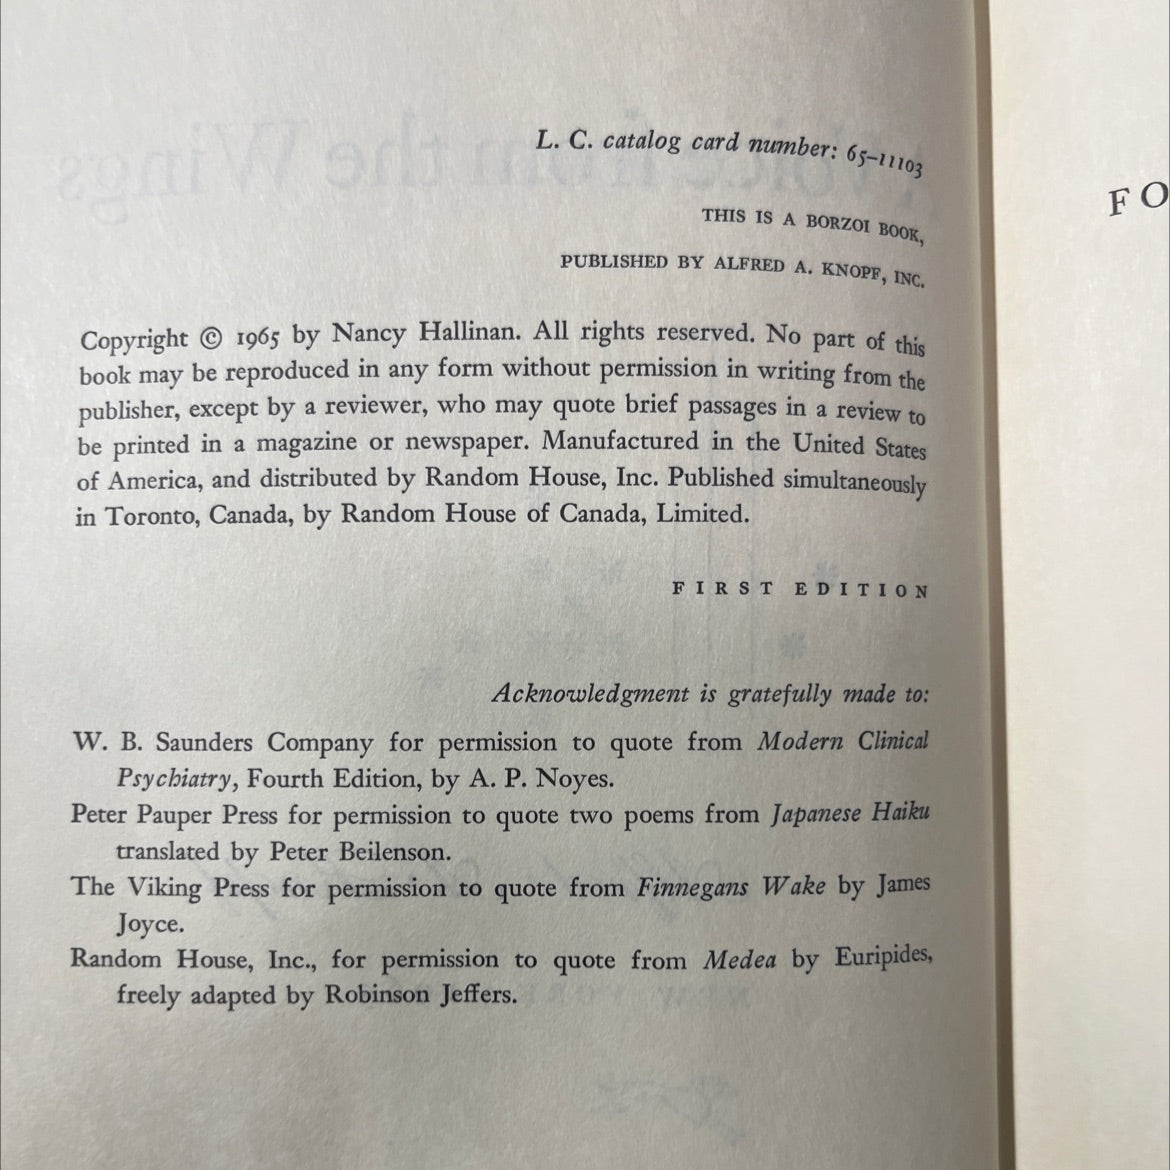 L. C. catalog card number: 65-11103
THIS IS A BORZOI BOOK,
PUBLISHED BY ALFRED A. KNOPF, INC.
Copyright © 1965 by Nancy Hallinan. All rights reserved. No part of this
book may be reproduced in any form without permission in writing from the
publisher, except by a reviewer, who may quote brief passages in a review to
be printed in a magazine or newspaper. Manufactured in the United States
of America, and distributed by Random House, Inc. Published simultaneously
in Toronto, Canada, by Random House of Canada, Limited.
FIRST EDITION
Acknowledgment is gratefully made to:
W. B. Saunders Company for permission to quote from Modern Clinical
Psychiatry, Fourth Edition, by A. P. Noyes.
Peter Pauper Press for permission to quote two poems from Japanese Haiku
translated by Peter Beilenson.
The Viking Press for permission to quote from Finnegans Wake by James
Joyce.
Random House, Inc., for permission to quote from Medea by Euripides,
freely adapted by Robinson Jeffers.
FO